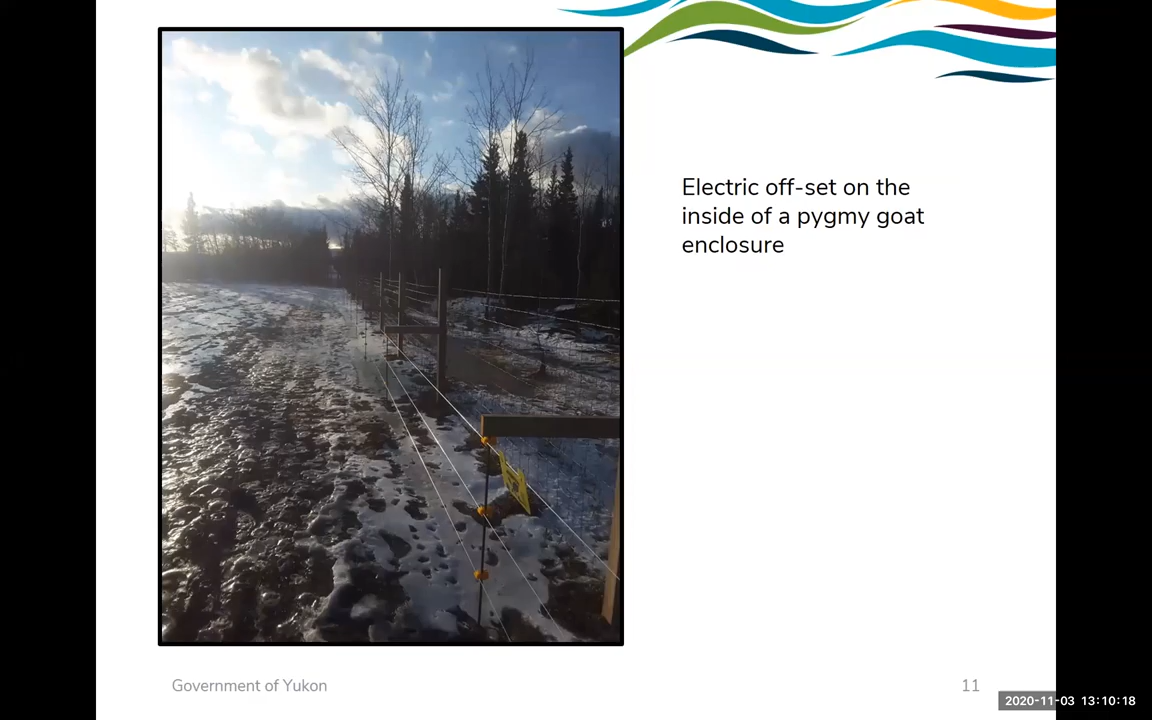 Electric off-set on the
inside of a pygmy goat
enclosure
Government of Yukon
11
2020-11-03 13:10:18